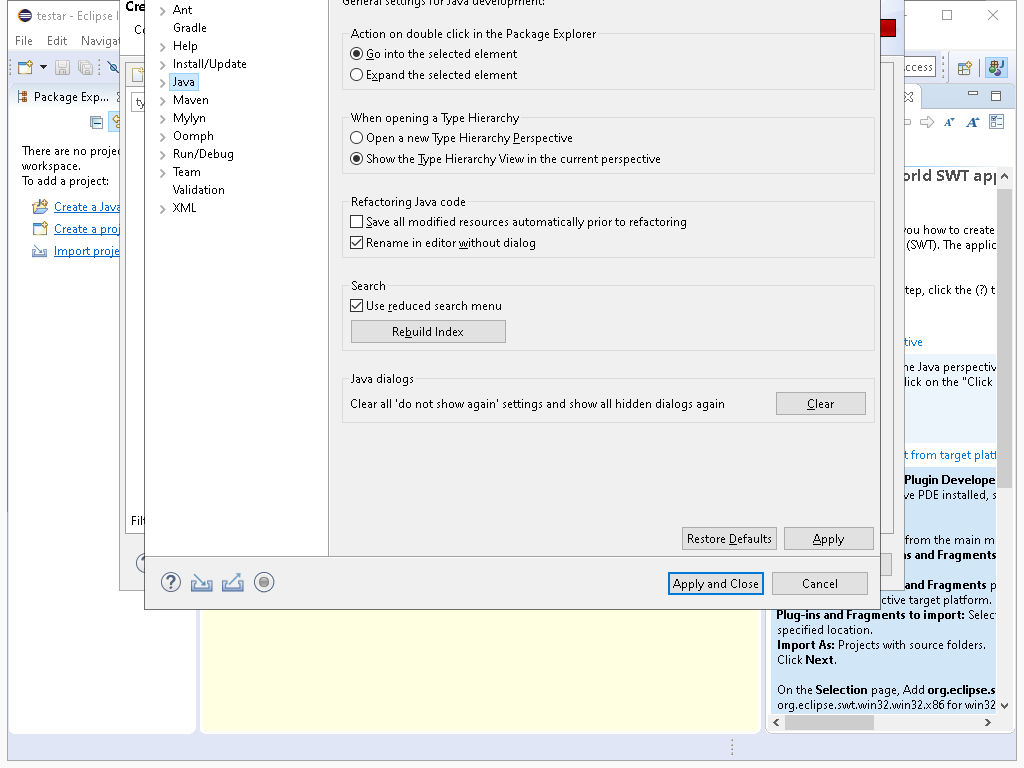 testar - Eclipse I
File Edit Naviga
Package Exp...
There are no proje
workspace.
To add a project:
Create a Java
Create a proj
Import proje
Cre
Ant
Gradle
Help
Install/Update
Java
Maven
Mylyn
Oomph
Run/Debug
Team
Validation
XML
General settings for Java development:
Action on double click in the Package Explorer
Go into the selected element
Expand the selected element
When opening a Type Hierarchy
Open a new Type Hierarchy Perspective
Show the Type Hierarchy View in the current perspective
Refactoring Java code
Save all modified resources automatically prior to refactoring
Rename in editor without dialog
Search
Use reduced search menu
Rebuild Index
Java dialogs
Clear all 'do not show again' settings and show all hidden dialogs again
Clear
Restore Defaults Apply
Apply and Close Cancel
Filt
ccess
orld SWT app
you how to create
(SWT). The applic
tep, click the (?) t
tive
he Java perspectiv
lick on the "Click
t from target platf
Plugin Develope
ve PDE installed, s
from the main m
ns and Fragments
and Fragments p
ctive target platform.
Plug-ins and Fragments to import: Selec
specified location.
Import As: Projects with source folders.
Click Next.
On the Selection page, Add org.eclipse.s
org.eclipse.swt.win32.win32.x86 for win32